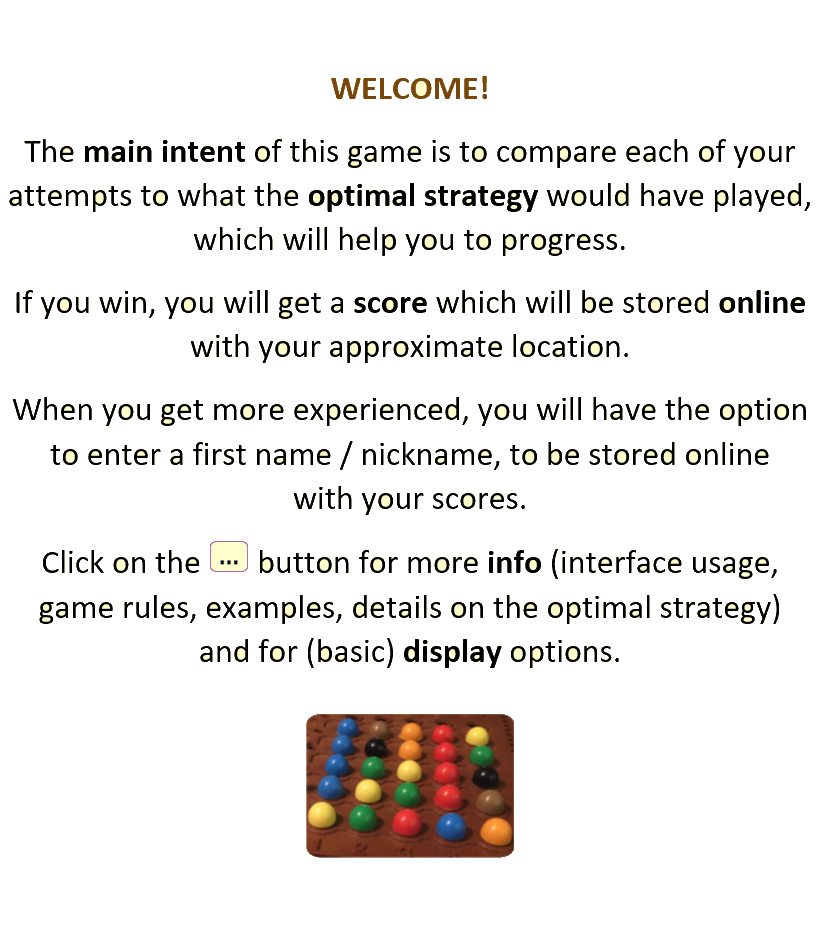 WELCOME!
The main intent of this game is to compare each of your
attempts to what the optimal strategy would have played,
which will help you to progress.
If you win, you will get a score which will be stored online
with your approximate location.
When you get more experienced, you will have the option
to enter a first name / nickname, to be stored online
with your scores.
Click on the ... button for more info (interface usage,
game rules, examples, details on the optimal strategy)
and for (basic) display options.
1 2